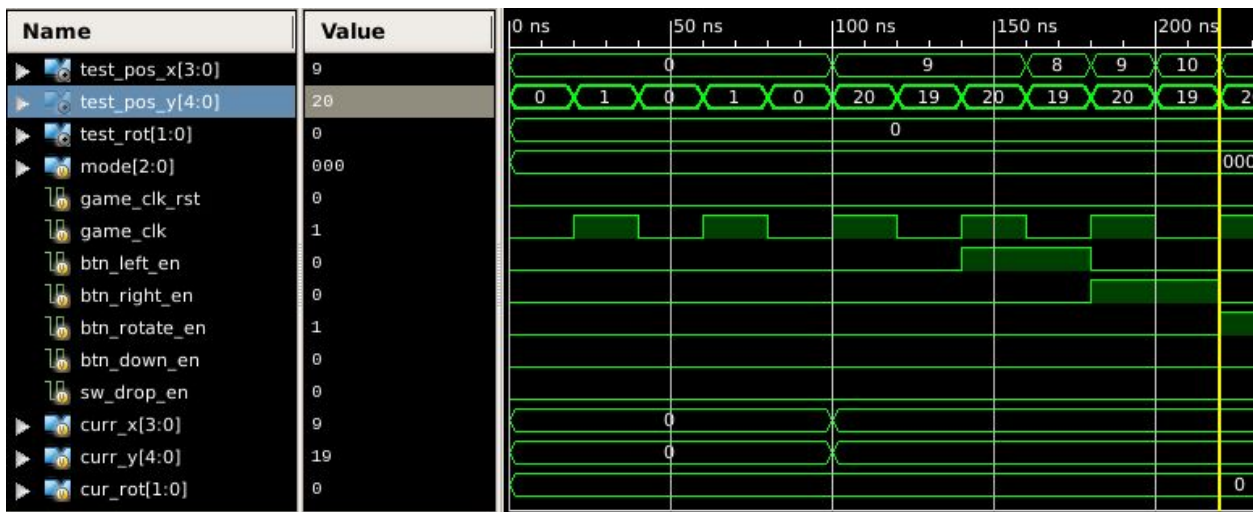 Name Value 0 ns 50 ns 100 ns 150 ns 200 ns
test_pos_x[3:0] 9 0 9 8 9 10
test_pos_y[4:0] 20 0 1 0 1 0 20 19 20 19 20 19 2
test_rot[1:0] 0 0
mode[2:0] 000 000
game_clk_rst 0
game_clk 1
btn_left_en 0
btn_right_en 0
btn_rotate_en 1
btn_down_en 0
sw_drop_en 0
curr_x[3:0] 9 0
curr_y[4:0] 19 0
cur_rot[1:0] 0 0